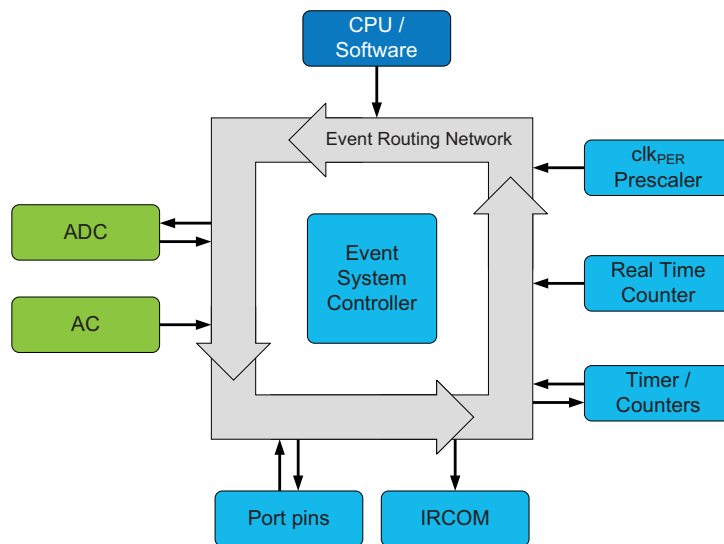 CPU /
Software
Event Routing Network
clkPER
Prescaler
ADC
Event
System
Controller
Real Time
Counter
AC
Timer /
Counters
Port pins
IRCOM